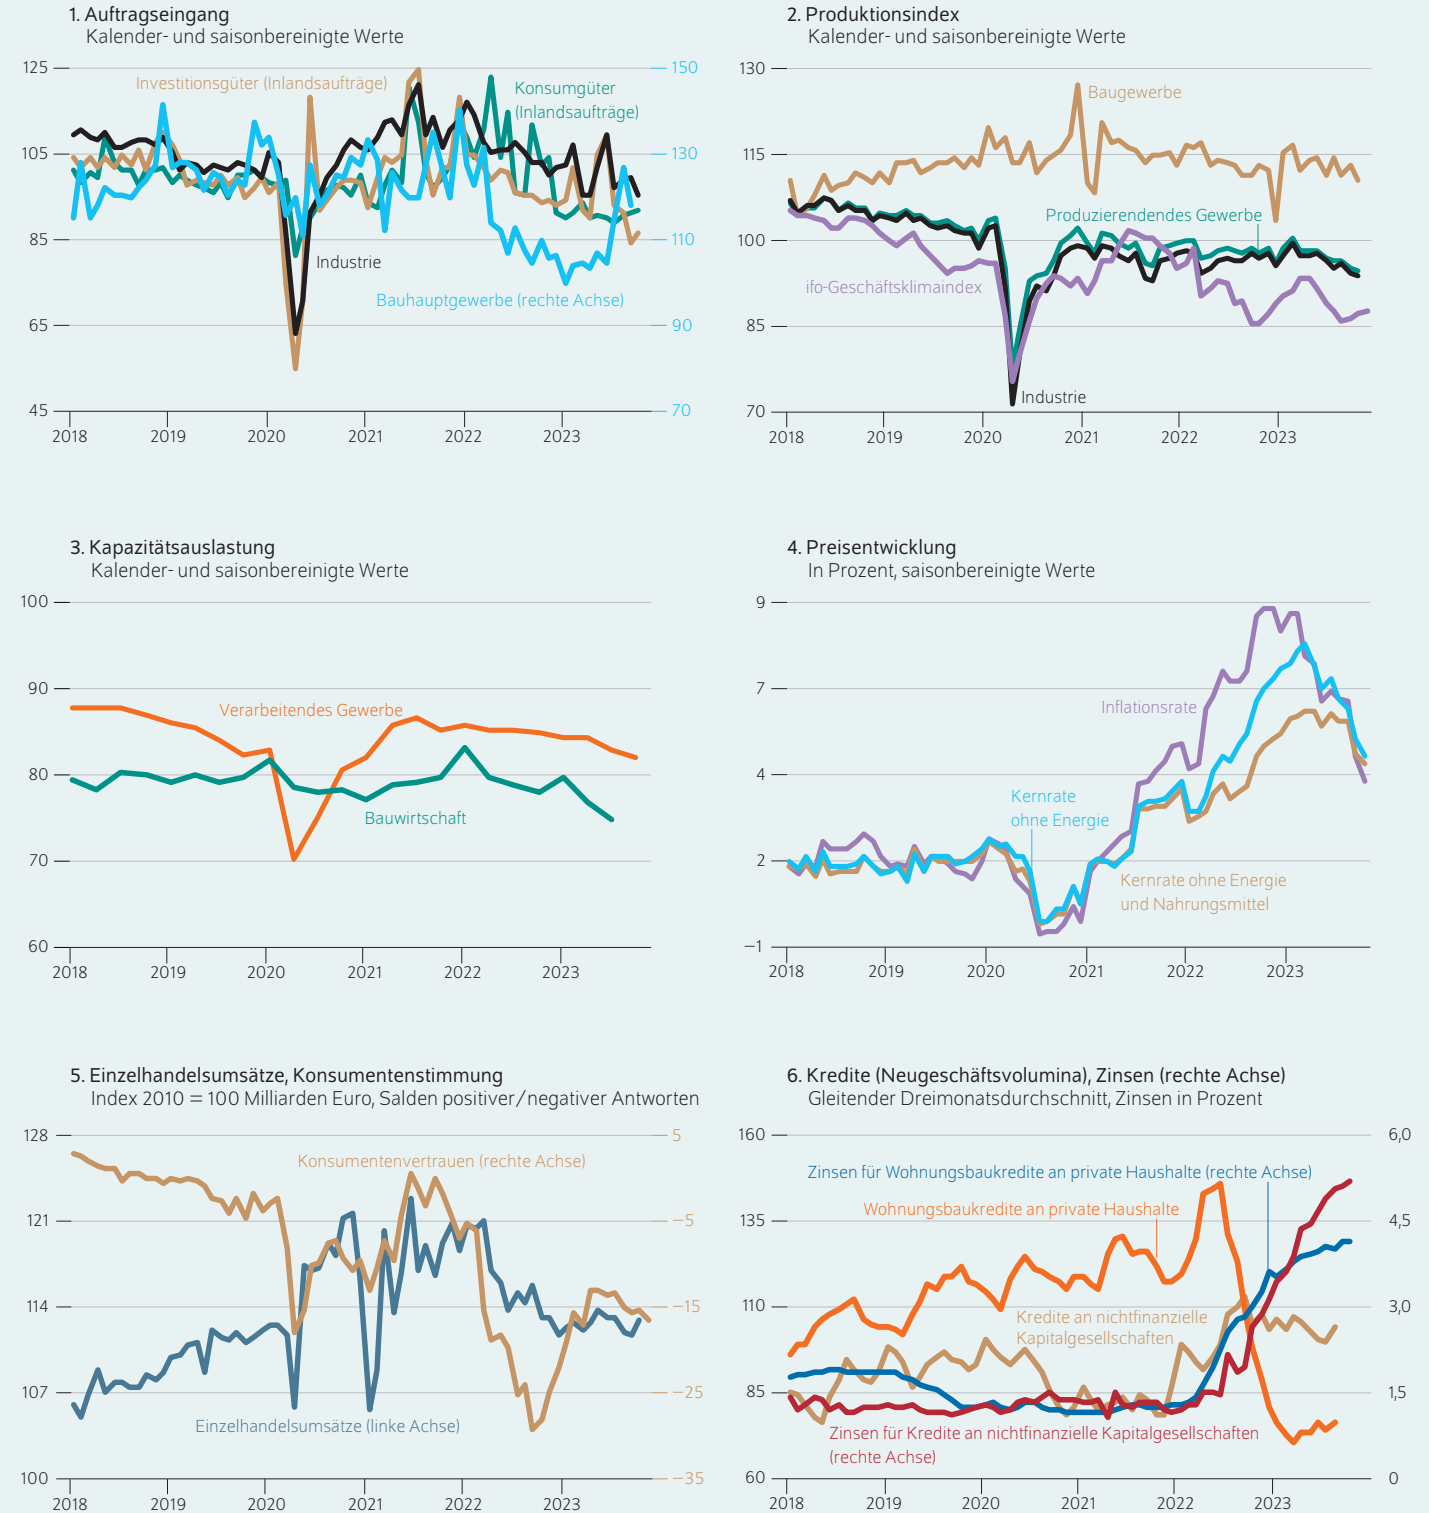 1. Auftragseingang
Kalender- und saisonbereinigte Werte
125
105
85
65
45
150
130
110
90
70
Investitionsgüter (Inlandsaufträge)
Konsumgüter
(Inlandsaufträge)
Industrie
Bauhauptgewerbe (rechte Achse)
2018 2019 2020 2021 2022 2023
2. Produktionsindex
Kalender- und saisonbereinigte Werte
130
115
100
85
70
Baugewerbe
Produzierendendes Gewerbe
ifo-Geschäftsklimaindex
Industrie
2018 2019 2020 2021 2022 2023
3. Kapazitätsauslastung
Kalender- und saisonbereinigte Werte
100
90
80
70
60
Verarbeitendes Gewerbe
Bauwirtschaft
2018 2019 2020 2021 2022 2023
4. Preisentwicklung
In Prozent, saisonbereinigte Werte
9
7
4
2
−1
Inflationsrate
Kernrate
ohne Energie
Kernrate ohne Energie
und Nahrungsmittel
2018 2019 2020 2021 2022 2023
5. Einzelhandelsumsätze, Konsumentenstimmung
Index 2010 = 100 Milliarden Euro, Salden positiver/negativer Antworten
128
121
114
107
100
5
−5
−15
−25
−35
Konsumentenvertrauen (rechte Achse)
Einzelhandelsumsätze (linke Achse)
2018 2019 2020 2021 2022 2023
6. Kredite (Neugeschäftsvolumina), Zinsen (rechte Achse)
Gleitender Dreimonatsdurchschnitt, Zinsen in Prozent
160
135
110
85
60
6,0
4,5
3,0
1,5
0
Zinsen für Wohnungsbaukredite an private Haushalte (rechte Achse)
Wohnungsbaukredite an private Haushalte
Kredite an nichtfinanzielle
Kapitalgesellschaften
Zinsen für Kredite an nichtfinanzielle Kapitalgesellschaften
(rechte Achse)
2018 2019 2020 2021 2022 2023